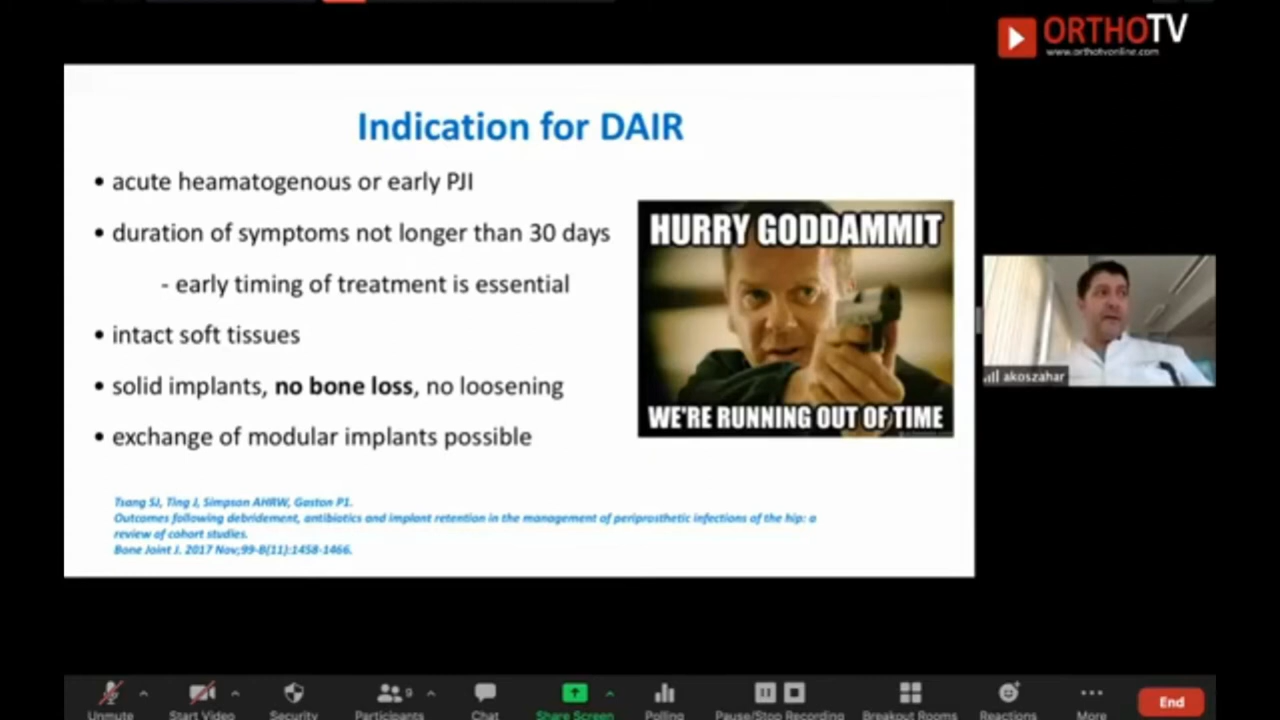 ORTHOTV
www.orthotvonline.com
Indication for DAIR
• acute heamatogenous or early PJI
• duration of symptoms not longer than 30 days
- early timing of treatment is essential
• intact soft tissues
• solid implants, no bone loss, no loosening
• exchange of modular implants possible
HURRY GODDAMMIT
WE'RE RUNNING OUT OF TIME
akoszahar
Tsang SJ, Ting J, Simpson AHRW, Gaston P1.
Outcomes following debridement, antibiotics and implant retention in the management of periprosthetic infections of the hip: a
review of cohort studies.
Bone Joint J. 2017 Nov;99-B(11):1458-1466.
9
Unmute
Start Video
Security
Participants
Chat
Share Screen
Polling
Pause/Stop Recording
Breakout Rooms
Reactions
More
End